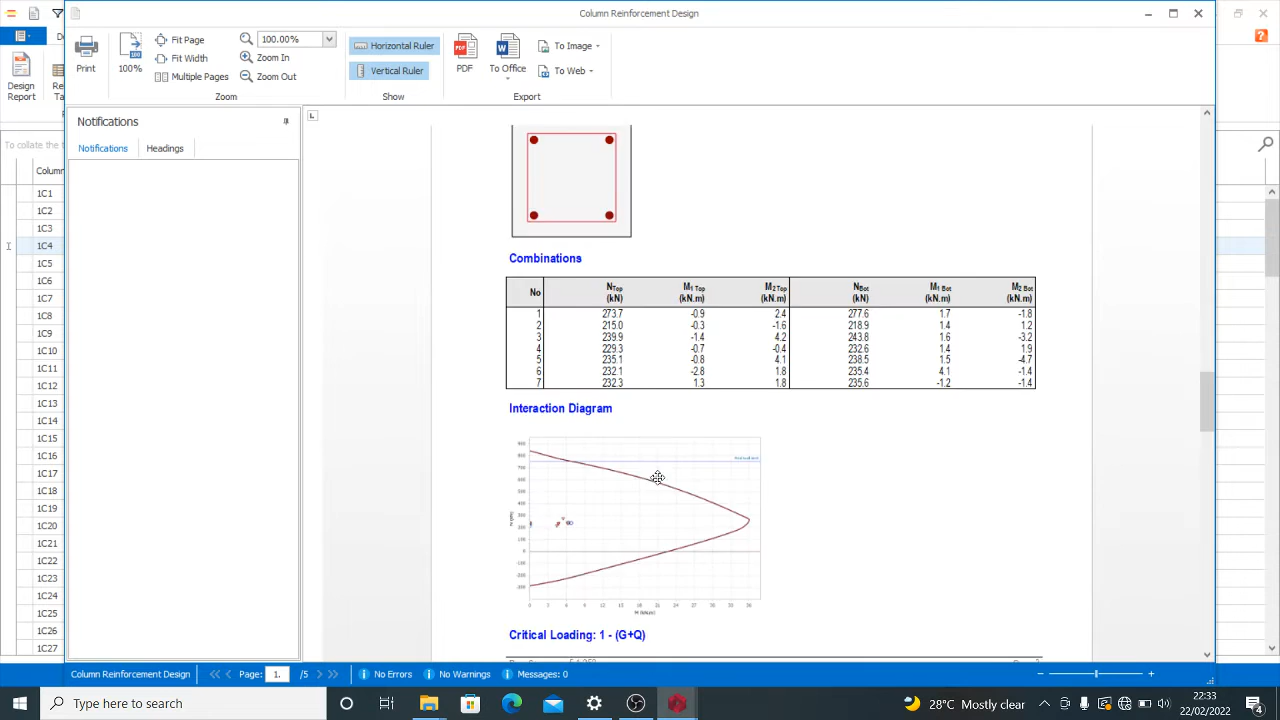 Column Reinforcement Design
Print
100%
Fit Page
Fit Width
Multiple Pages
100.00%
Zoom In
Zoom Out
Zoom
Horizontal Ruler
Vertical Ruler
Show
PDF
To Office
To Image
To Web
Export
Design
Report
Notifications
Notifications Headings
To collate the
Column
1C1
1C2
1C3
1C4
1C5
1C6
1C7
1C8
1C9
1C10
1C11
1C12
1C13
1C14
1C15
1C16
1C17
1C18
1C19
1C20
1C21
1C22
1C23
1C24
1C25
1C26
1C27
Combinations
No NTop (kN) M1 Top (kN.m) M2 Top (kN.m) NBot (kN) M1 Bot (kN.m) M2 Bot (kN.m)
1 273.7 -0.9 2.4 277.6 1.7 -1.8
2 215.0 -0.3 -1.6 218.9 1.4 1.2
3 239.9 -1.4 4.2 243.8 1.6 -3.2
4 229.3 -0.7 -0.4 232.6 1.4 1.9
5 235.1 -0.8 4.1 238.5 1.5 -4.7
6 232.1 -2.8 1.8 235.4 4.1 -1.4
7 232.3 1.3 1.8 235.6 -1.2 -1.4
Interaction Diagram
Critical Loading: 1 - (G+Q)
Column Reinforcement Design
Page: 1. /5
No Errors
No Warnings
Messages: 0
Type here to search
28°C Mostly clear
22:33
22/02/2022